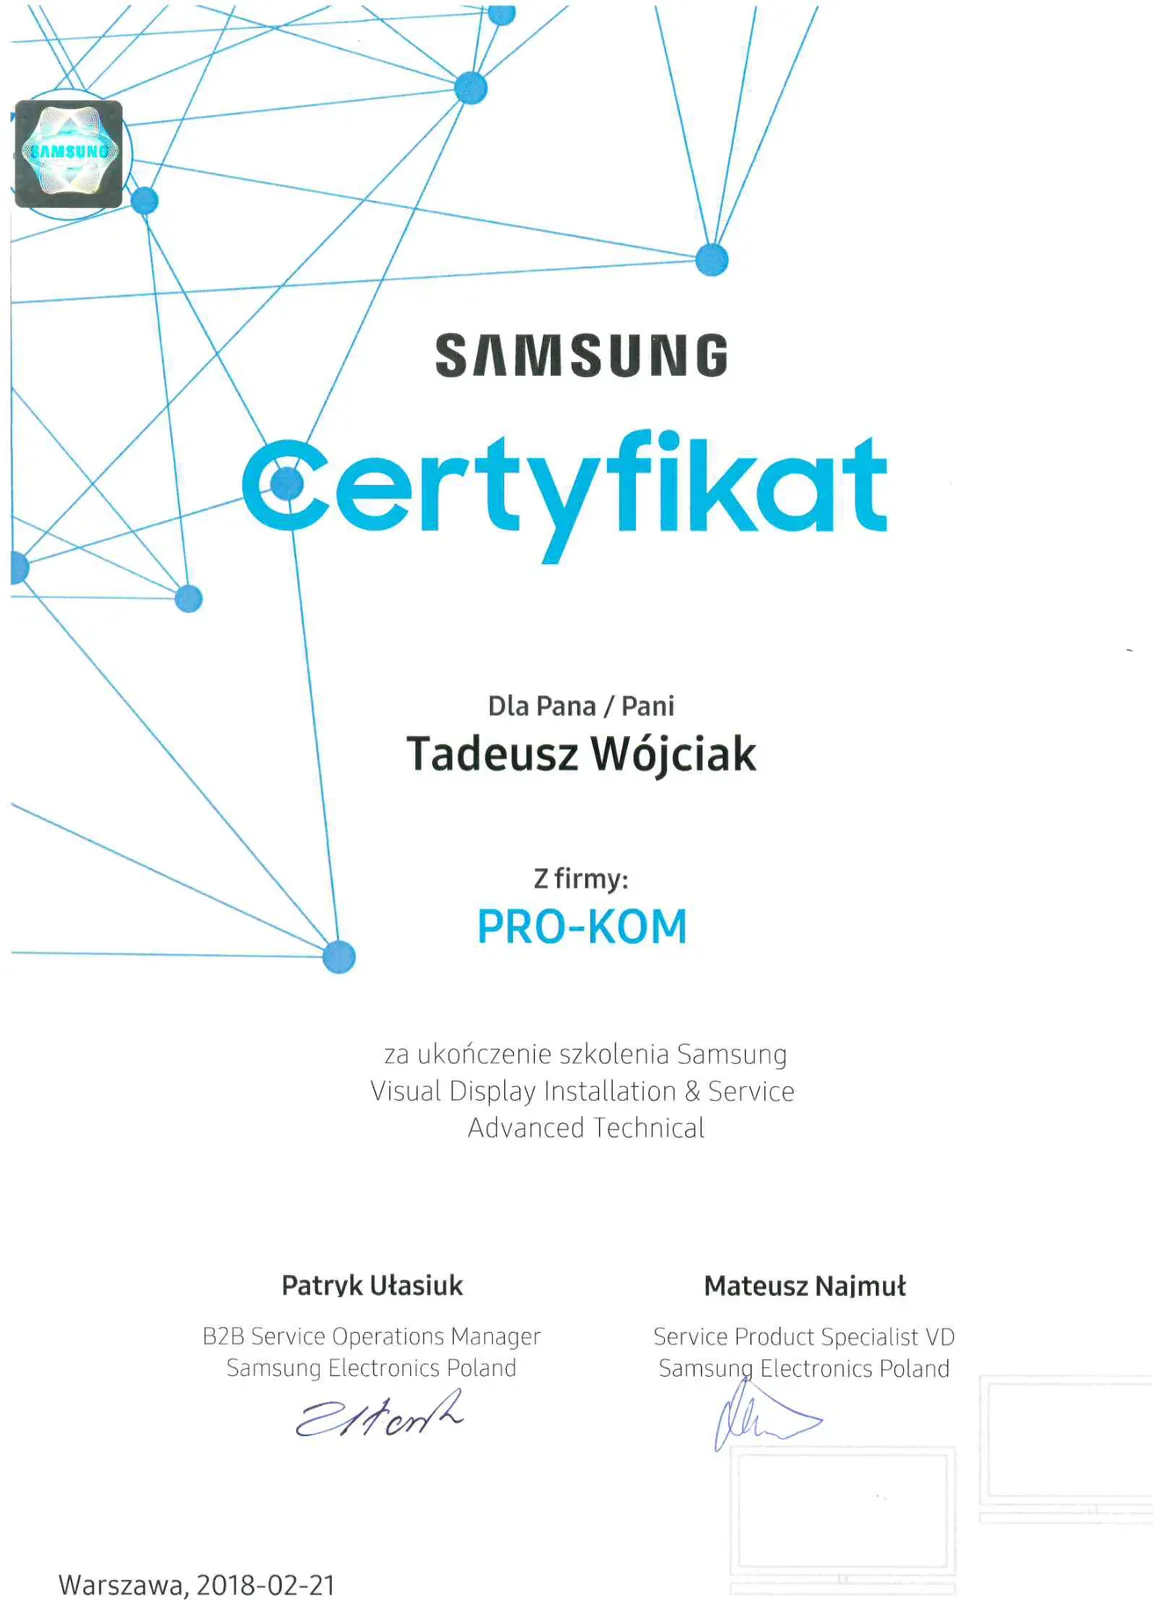 SAMSUNG
SAMSUNG
Certyfikat
Dla Pana / Pani
Tadeusz Wójciak
Z firmy:
PRO-KOM
za ukończenie szkolenia Samsung
Visual Display Installation & Service
Advanced Technical
Patryk Ułasiuk
Mateusz Najmuł
B2B Service Operations Manager
Service Product Specialist VD
Samsung Electronics Poland
Samsung Electronics Poland
Warszawa, 2018-02-21